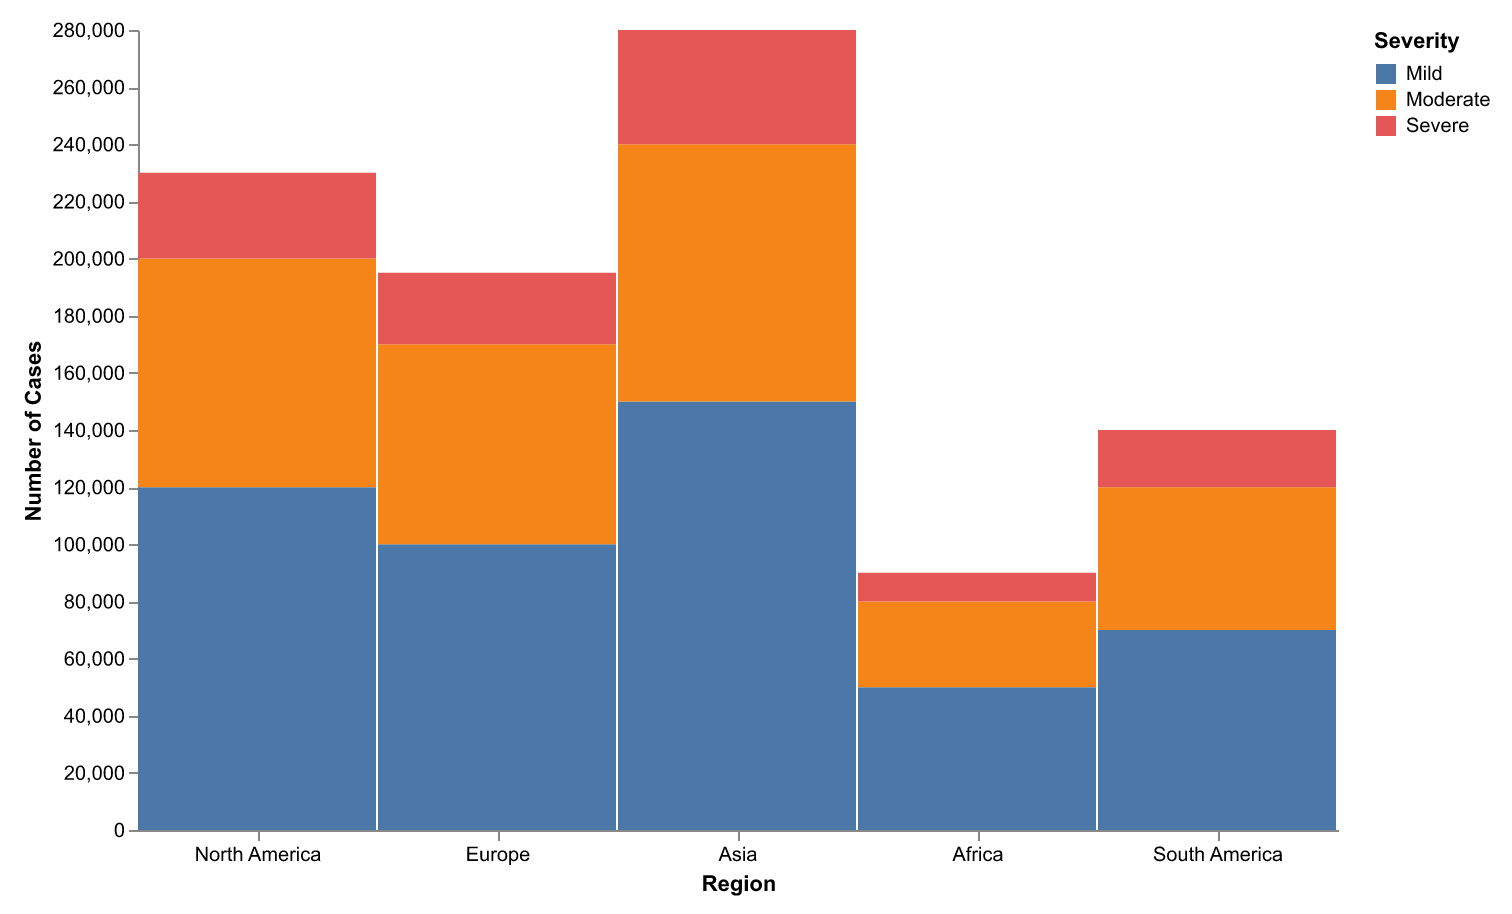 280,000
260,000
240,000
220,000
200,000
180,000
160,000
140,000
120,000
100,000
80,000
60,000
40,000
20,000
0
Number of Cases
North America
Europe
Asia
Africa
South America
Region
Severity
Mild
Moderate
Severe